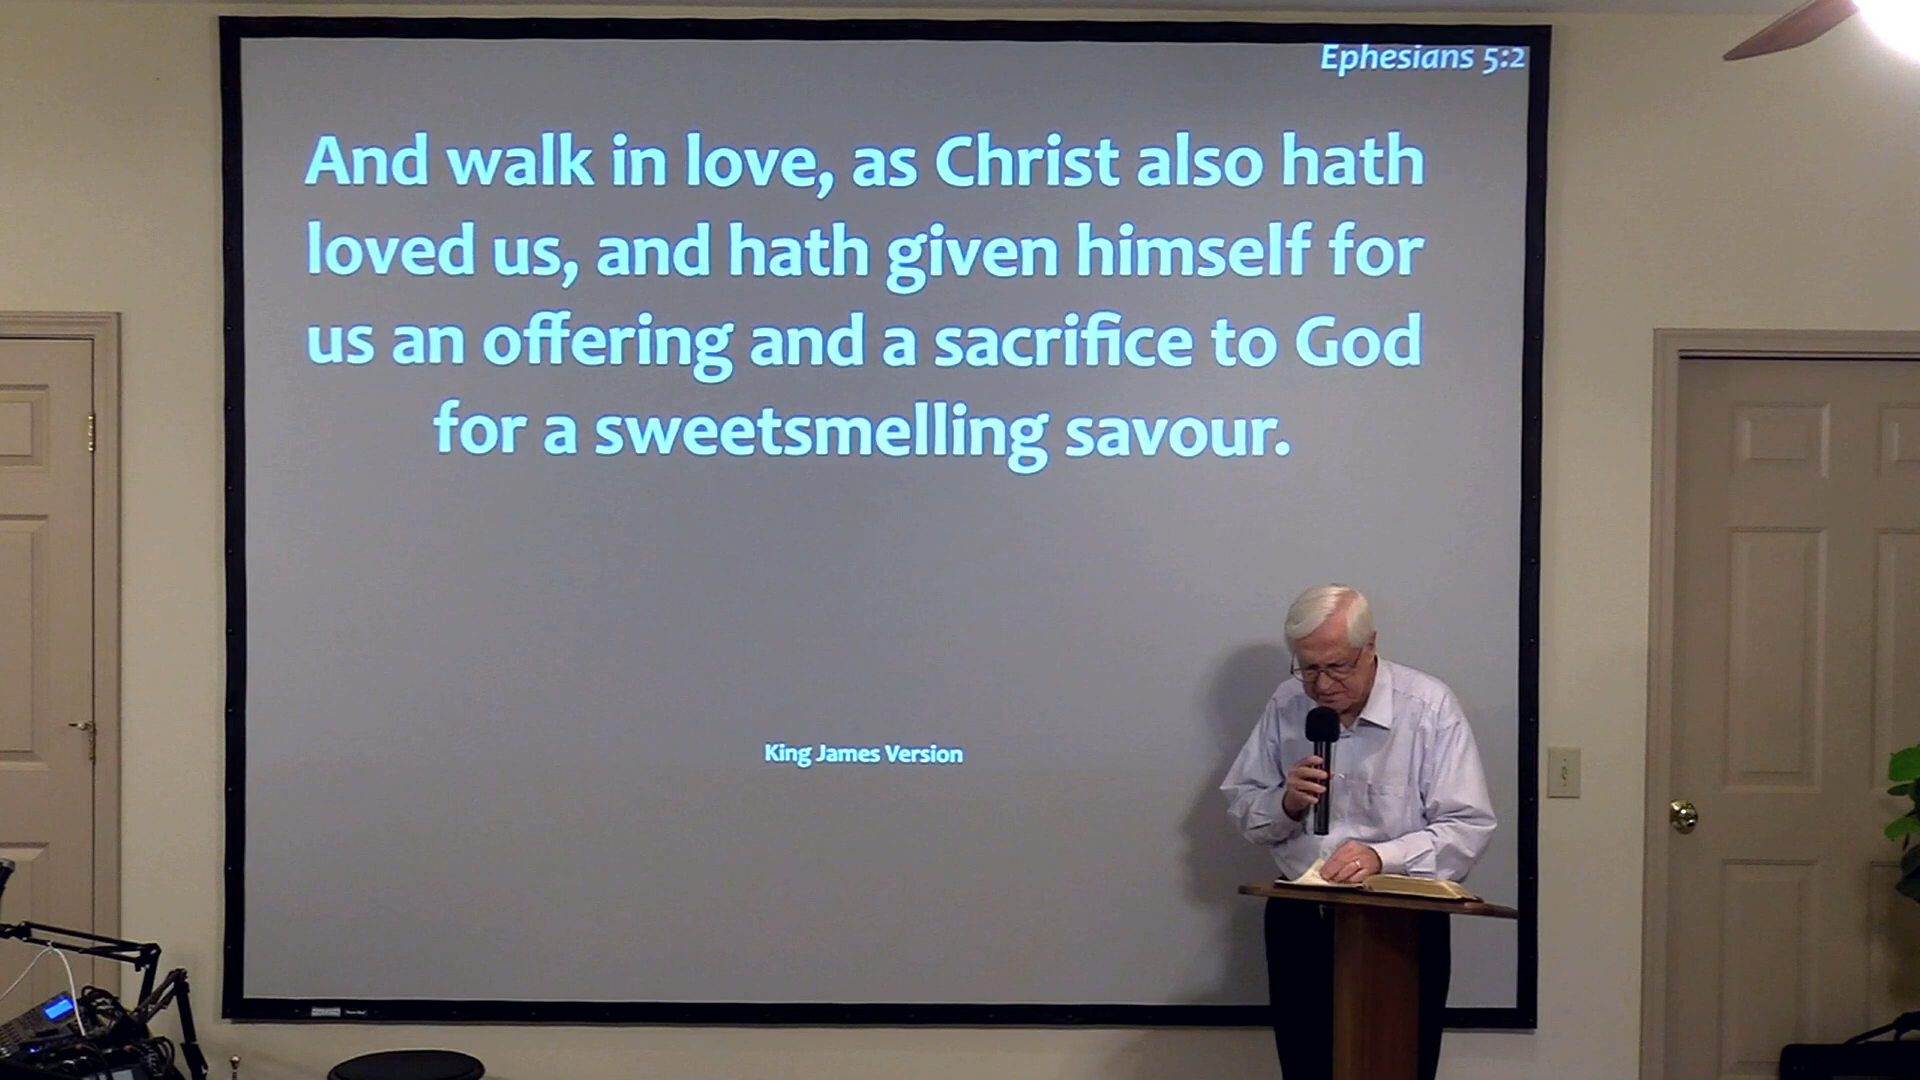 Ephesians 5:2
And walk in love, as Christ also hath
loved us, and hath given himself for
us an offering and a sacrifice to God
for a sweetsmelling savour.
King James Version